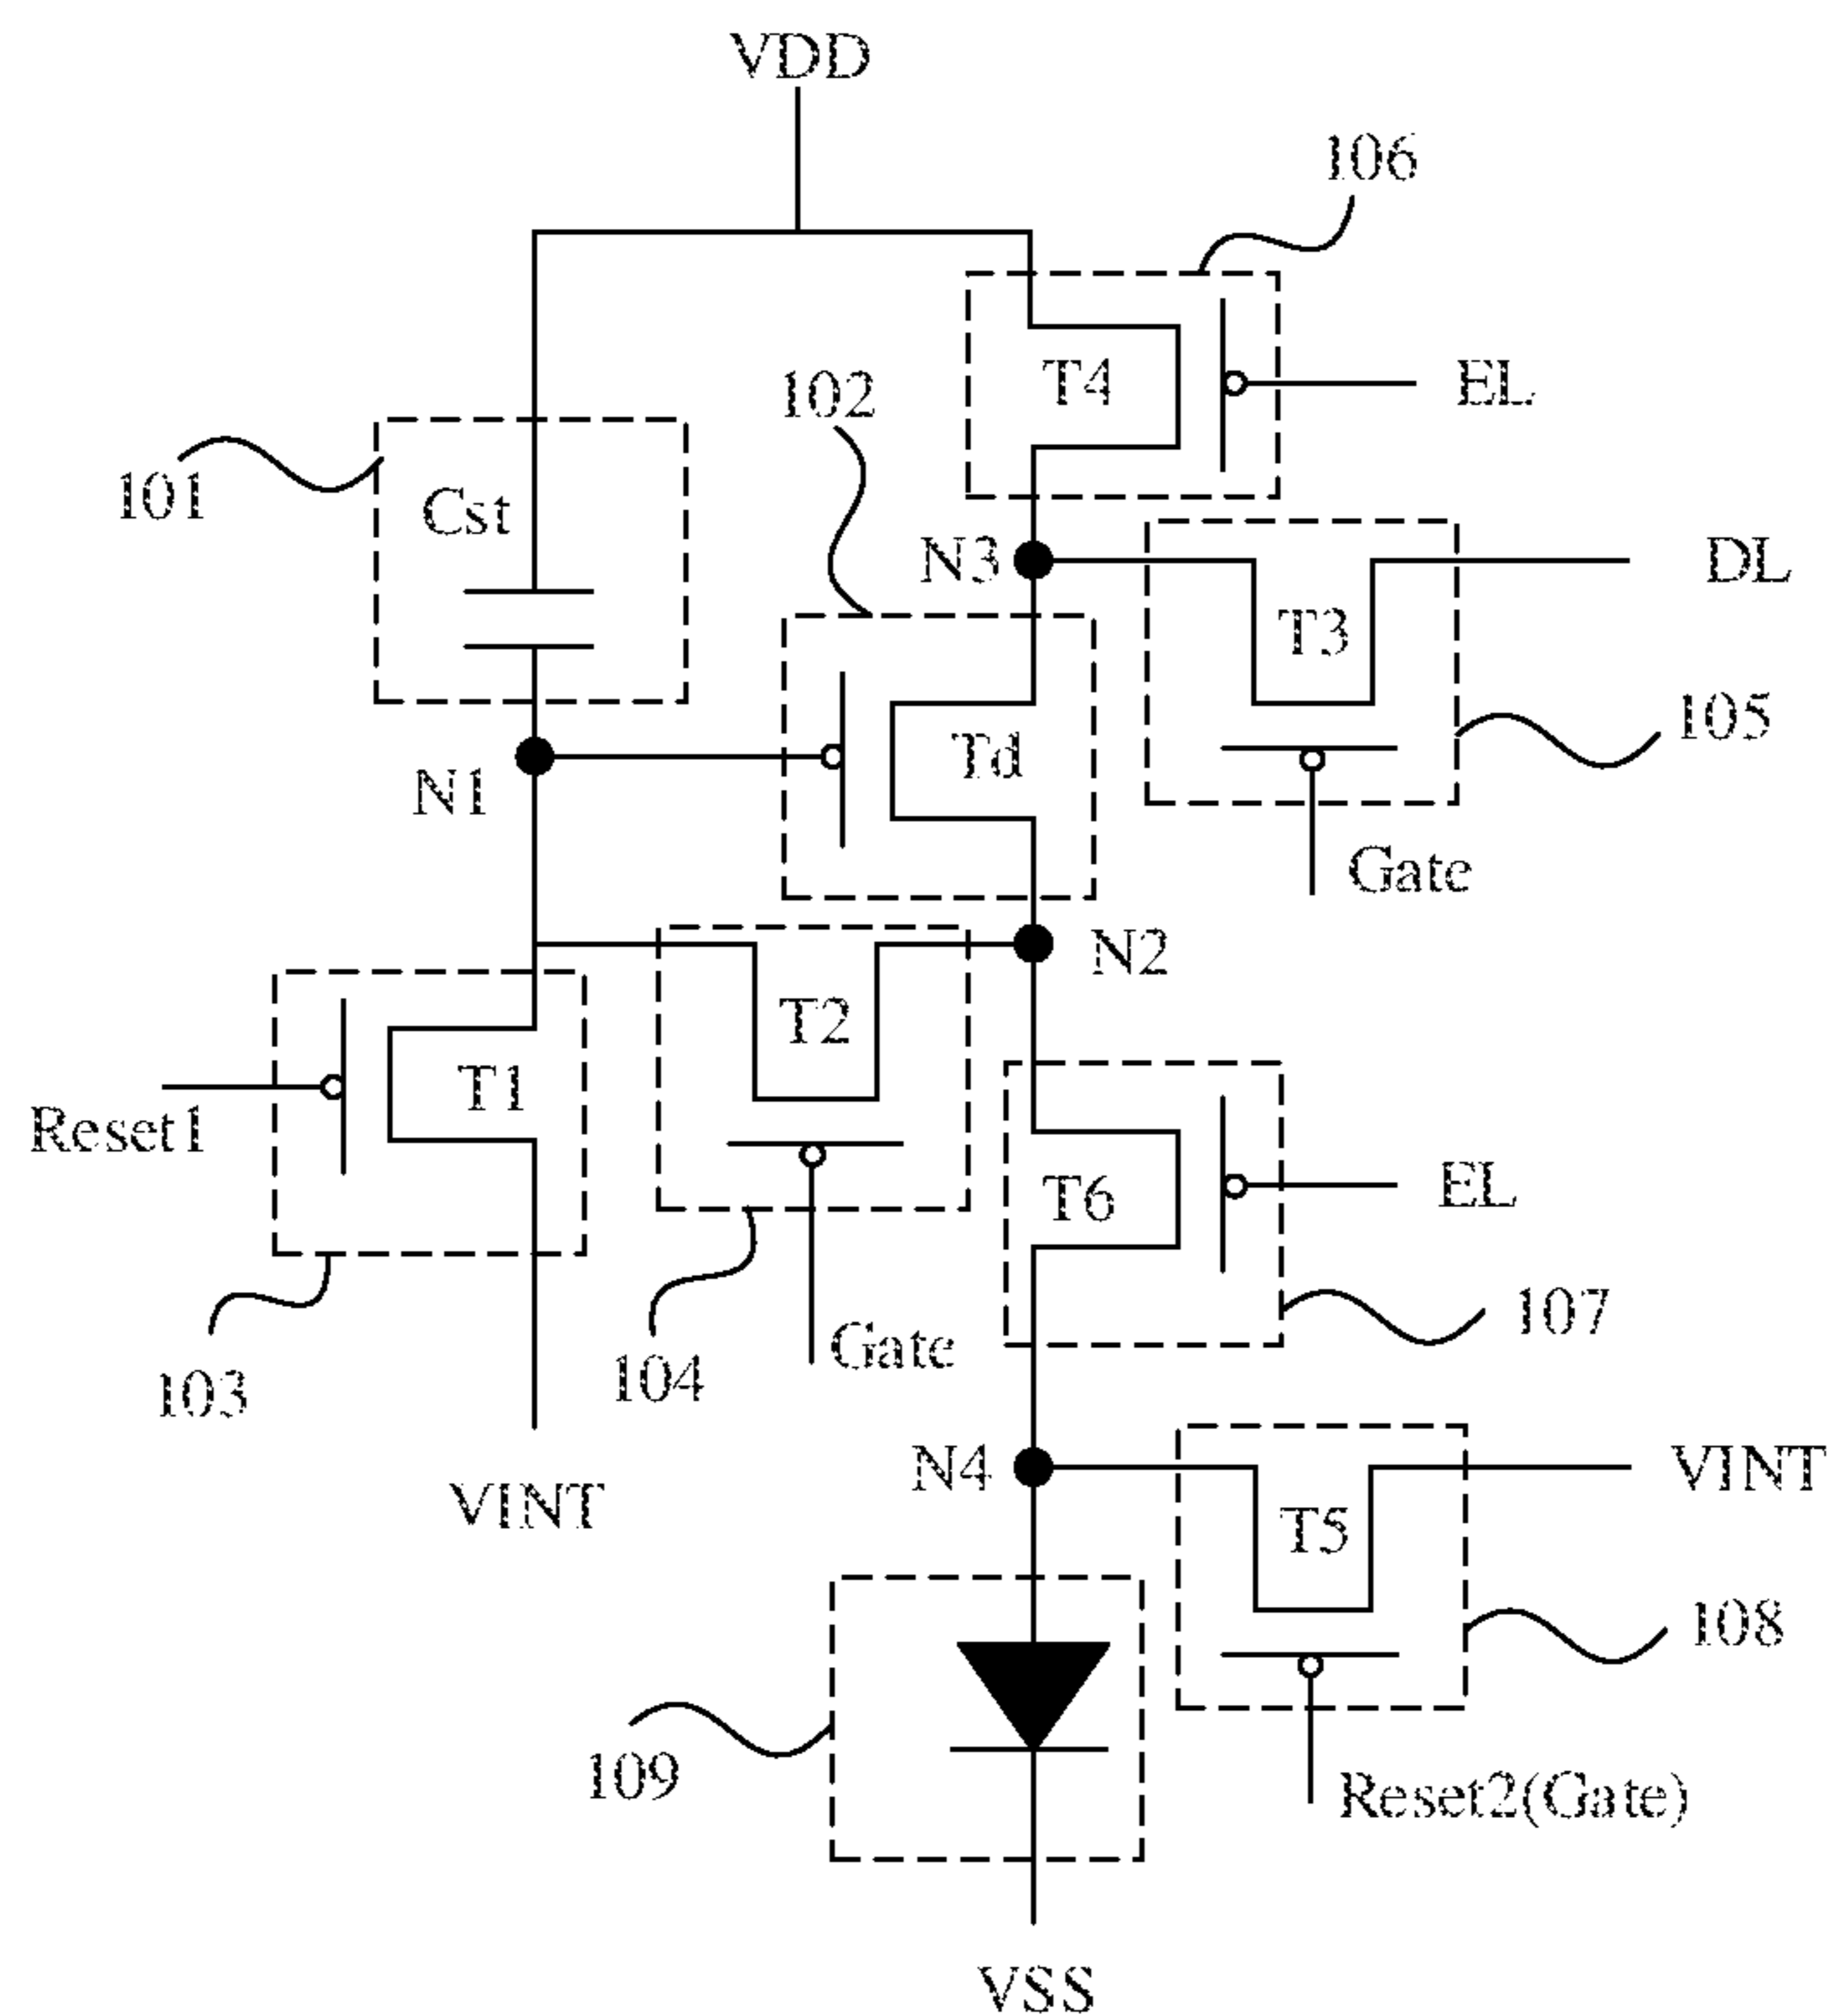 VDD
106
T4
EL
102
101
Cst
N3
DL
T3
105
Td
N1
Gate
N2
T2
T1
Reset1
T6
EL
107
Gate
104
103
N4
VINT
VINT
T5
108
109
Reset2(Gate)
VSS